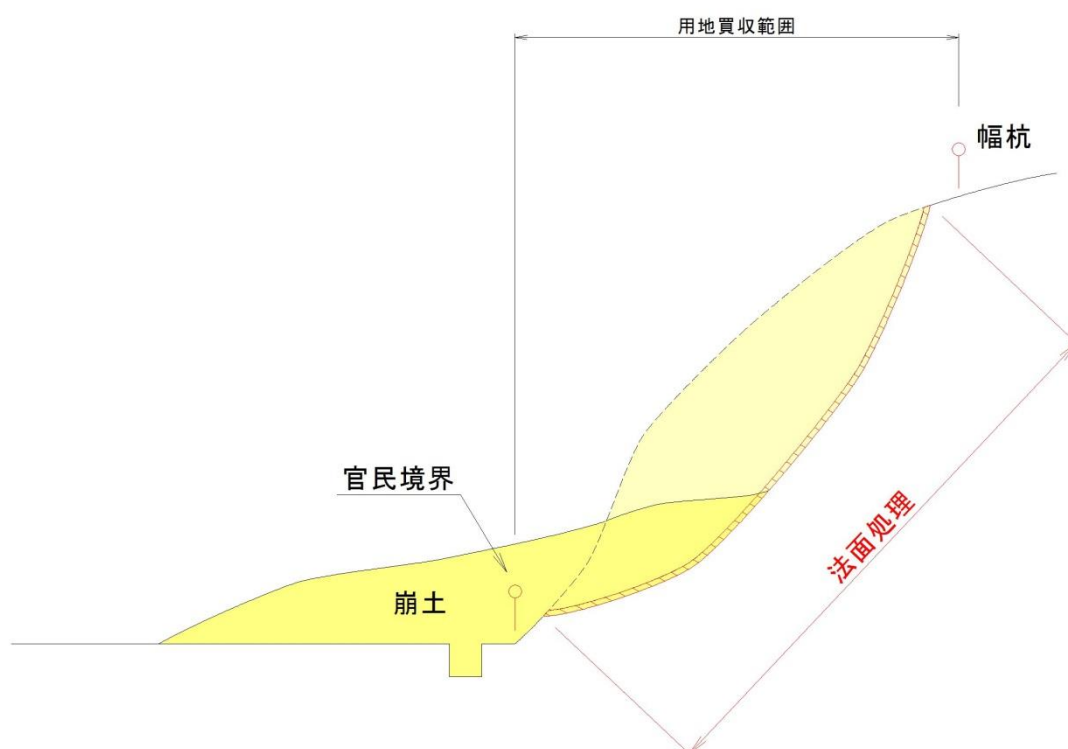 用地買収範囲
幅杭
官民境界
崩土
法面処理